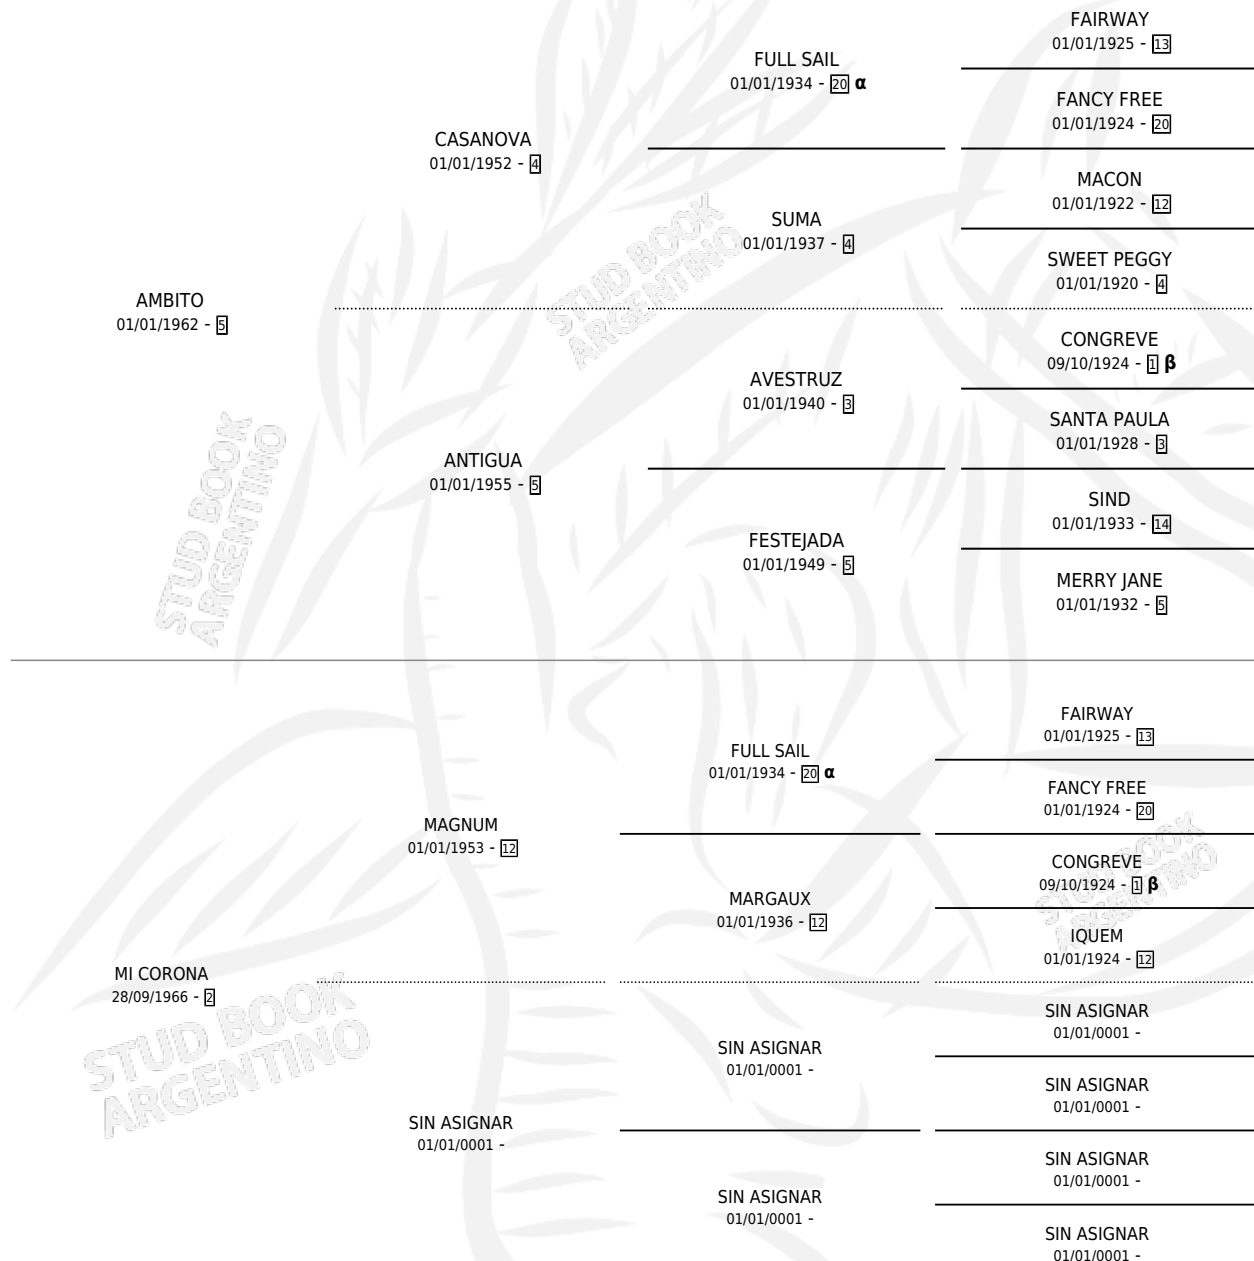 FAIRWAY
01/01/1925 - 13
FULL SAIL
01/01/1934 - 20 α
FANCY FREE
01/01/1924 - 20
CASANOVA
01/01/1952 - 4
MACON
01/01/1922 - 12
SUMA
01/01/1937 - 4
SWEET PEGGY
01/01/1920 - 4
AMBITO
01/01/1962 - 5
CONGREVE
09/10/1924 - 1 β
AVESTRUZ
01/01/1940 - 3
SANTA PAULA
01/01/1928 - 3
ANTIGUA
01/01/1955 - 5
SIND
01/01/1933 - 14
FESTEJADA
01/01/1949 - 5
MERRY JANE
01/01/1932 - 5
FAIRWAY
01/01/1925 - 13
FULL SAIL
01/01/1934 - 20 α
FANCY FREE
01/01/1924 - 20
MAGNUM
01/01/1953 - 12
CONGREVE
09/10/1924 - 1 β
MARGAUX
01/01/1936 - 12
IQUEM
01/01/1924 - 12
MI CORONA
28/09/1966 - 2
SIN ASIGNAR
01/01/0001 -
SIN ASIGNAR
01/01/0001 -
SIN ASIGNAR
01/01/0001 -
SIN ASIGNAR
01/01/0001 -
SIN ASIGNAR
01/01/0001 -
SIN ASIGNAR
01/01/0001 -
SIN ASIGNAR
01/01/0001 -
STUD BOOK
ARGENTINO
STUD BOOK
ARGENTINO
STUD BOOK
ARGENTINO
STUD BOOK
ARGENTINO